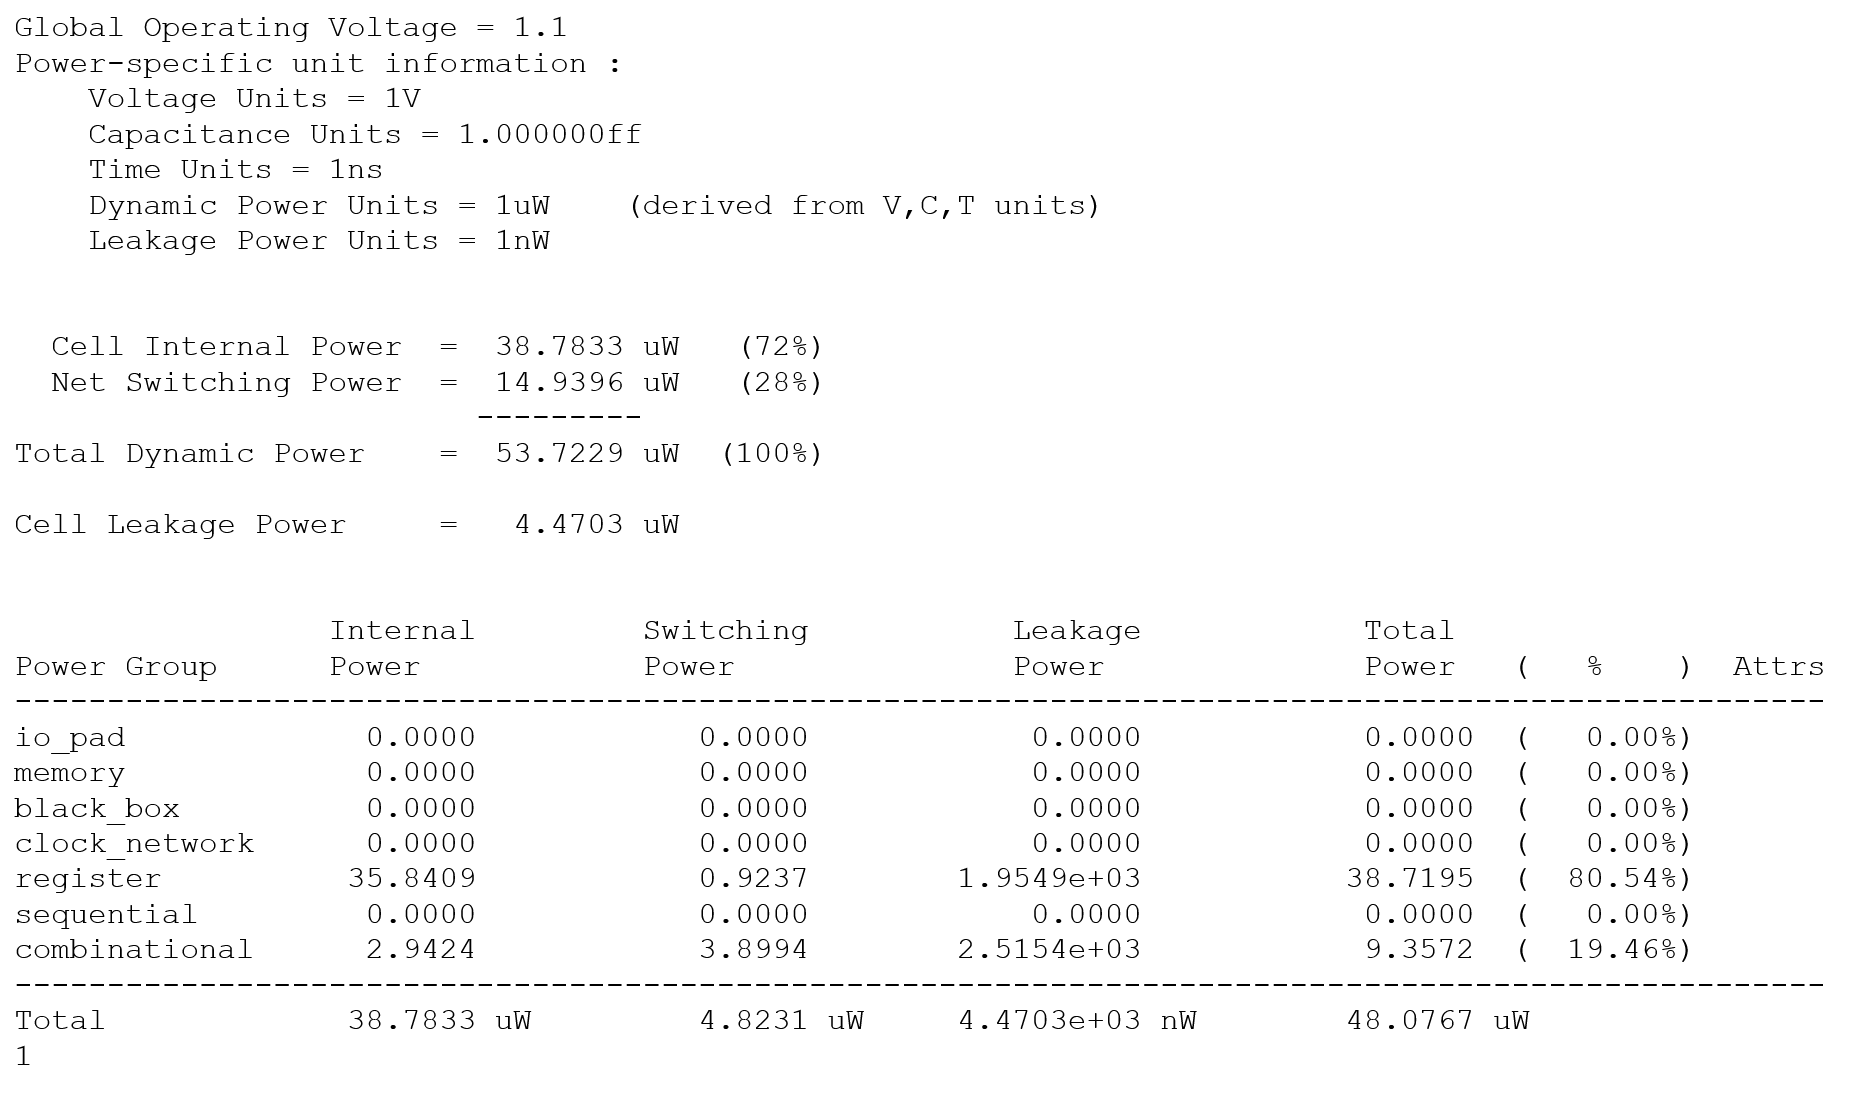 Global Operating Voltage = 1.1
Power-specific unit information :
    Voltage Units = 1V
    Capacitance Units = 1.000000ff
    Time Units = 1ns
    Dynamic Power Units = 1uW    (derived from V,C,T units)
    Leakage Power Units = 1nW
  Cell Internal Power  =  38.7833 uW   (72%)
  Net Switching Power  =  14.9396 uW   (28%)
                         ---------
Total Dynamic Power    =  53.7229 uW  (100%)
Cell Leakage Power     =   4.4703 uW
                 Internal         Switching           Leakage            Total
Power Group      Power            Power               Power              Power   (   %    )  Attrs
--------------------------------------------------------------------------------------------------
io_pad             0.0000            0.0000            0.0000            0.0000  (   0.00%)
memory             0.0000            0.0000            0.0000            0.0000  (   0.00%)
black_box          0.0000            0.0000            0.0000            0.0000  (   0.00%)
clock_network      0.0000            0.0000            0.0000            0.0000  (   0.00%)
register          35.8409            0.9237        1.9549e+03           38.7195  (  80.54%)
sequential         0.0000            0.0000            0.0000            0.0000  (   0.00%)
combinational      2.9424            3.8994        2.5154e+03            9.3572  (  19.46%)
--------------------------------------------------------------------------------------------------
Total             38.7833 uW         4.8231 uW     4.4703e+03 nW        48.0767 uW
1